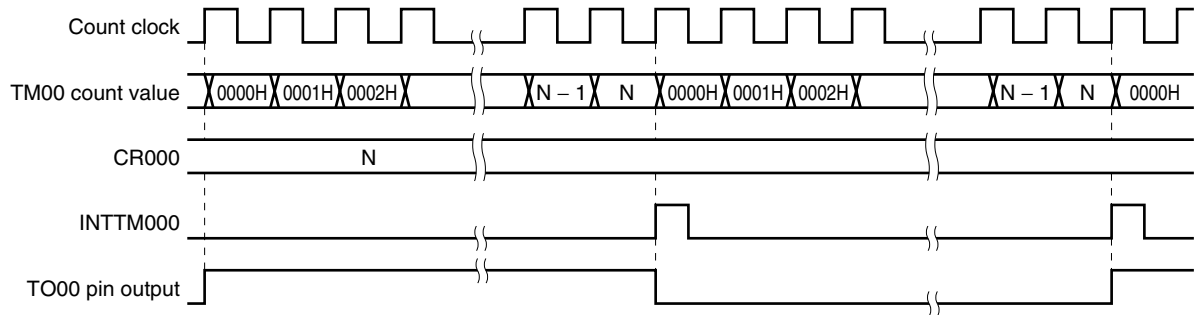 Count clock
TM00 count value 0000H 0001H 0002H N – 1 N 0000H 0001H 0002H N – 1 N 0000H
CR000 N
INTTM000
TO00 pin output